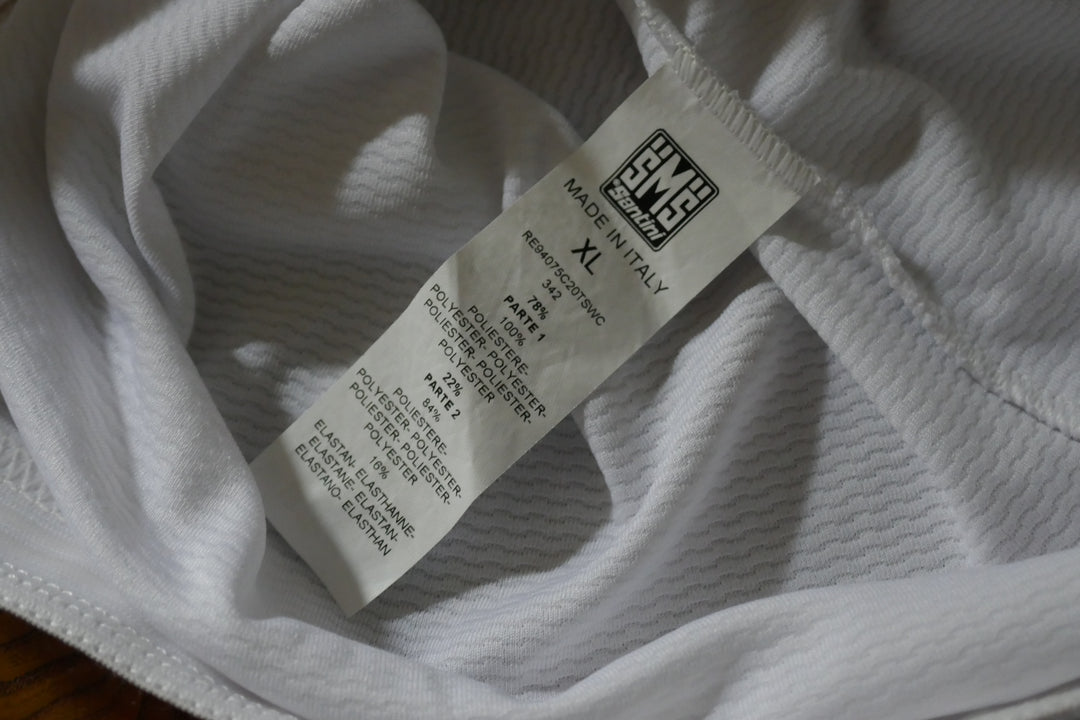 "SMS"
santini
MADE IN ITALY
XL
RE94075C20TSWC
342
78%
PARTE 1
100%
POLIESTERE-
POLYESTER- POLYESTER-
POLIESTER- POLIESTER-
POLYESTER
22%
PARTE 2
84%
POLIESTERE-
POLYESTER- POLYESTER-
POLIESTER- POLIESTER-
POLYESTER
16%
ELASTAN- ELASTHANNE-
ELASTANE- ELASTAN-
ELASTANO- ELASTHAN